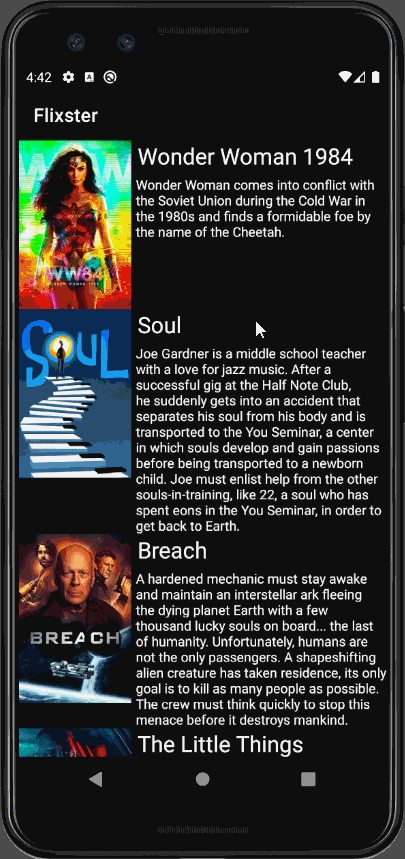 4:42
Flixster
WW84
Wonder Woman 1984
Wonder Woman comes into conflict with
the Soviet Union during the Cold War in
the 1980s and finds a formidable foe by
the name of the Cheetah.
SOUL
Soul
Joe Gardner is a middle school teacher
with a love for jazz music. After a
successful gig at the Half Note Club,
he suddenly gets into an accident that
separates his soul from his body and is
transported to the You Seminar, a center
in which souls develop and gain passions
before being transported to a newborn
child. Joe must enlist help from the other
souls-in-training, like 22, a soul who has
spent eons in the You Seminar, in order to
get back to Earth.
BREACH
Breach
A hardened mechanic must stay awake
and maintain an interstellar ark fleeing
the dying planet Earth with a few
thousand lucky souls on board... the last
of humanity. Unfortunately, humans are
not the only passengers. A shapeshifting
alien creature has taken residence, its only
goal is to kill as many people as possible.
The crew must think quickly to stop this
menace before it destroys mankind.
The Little Things